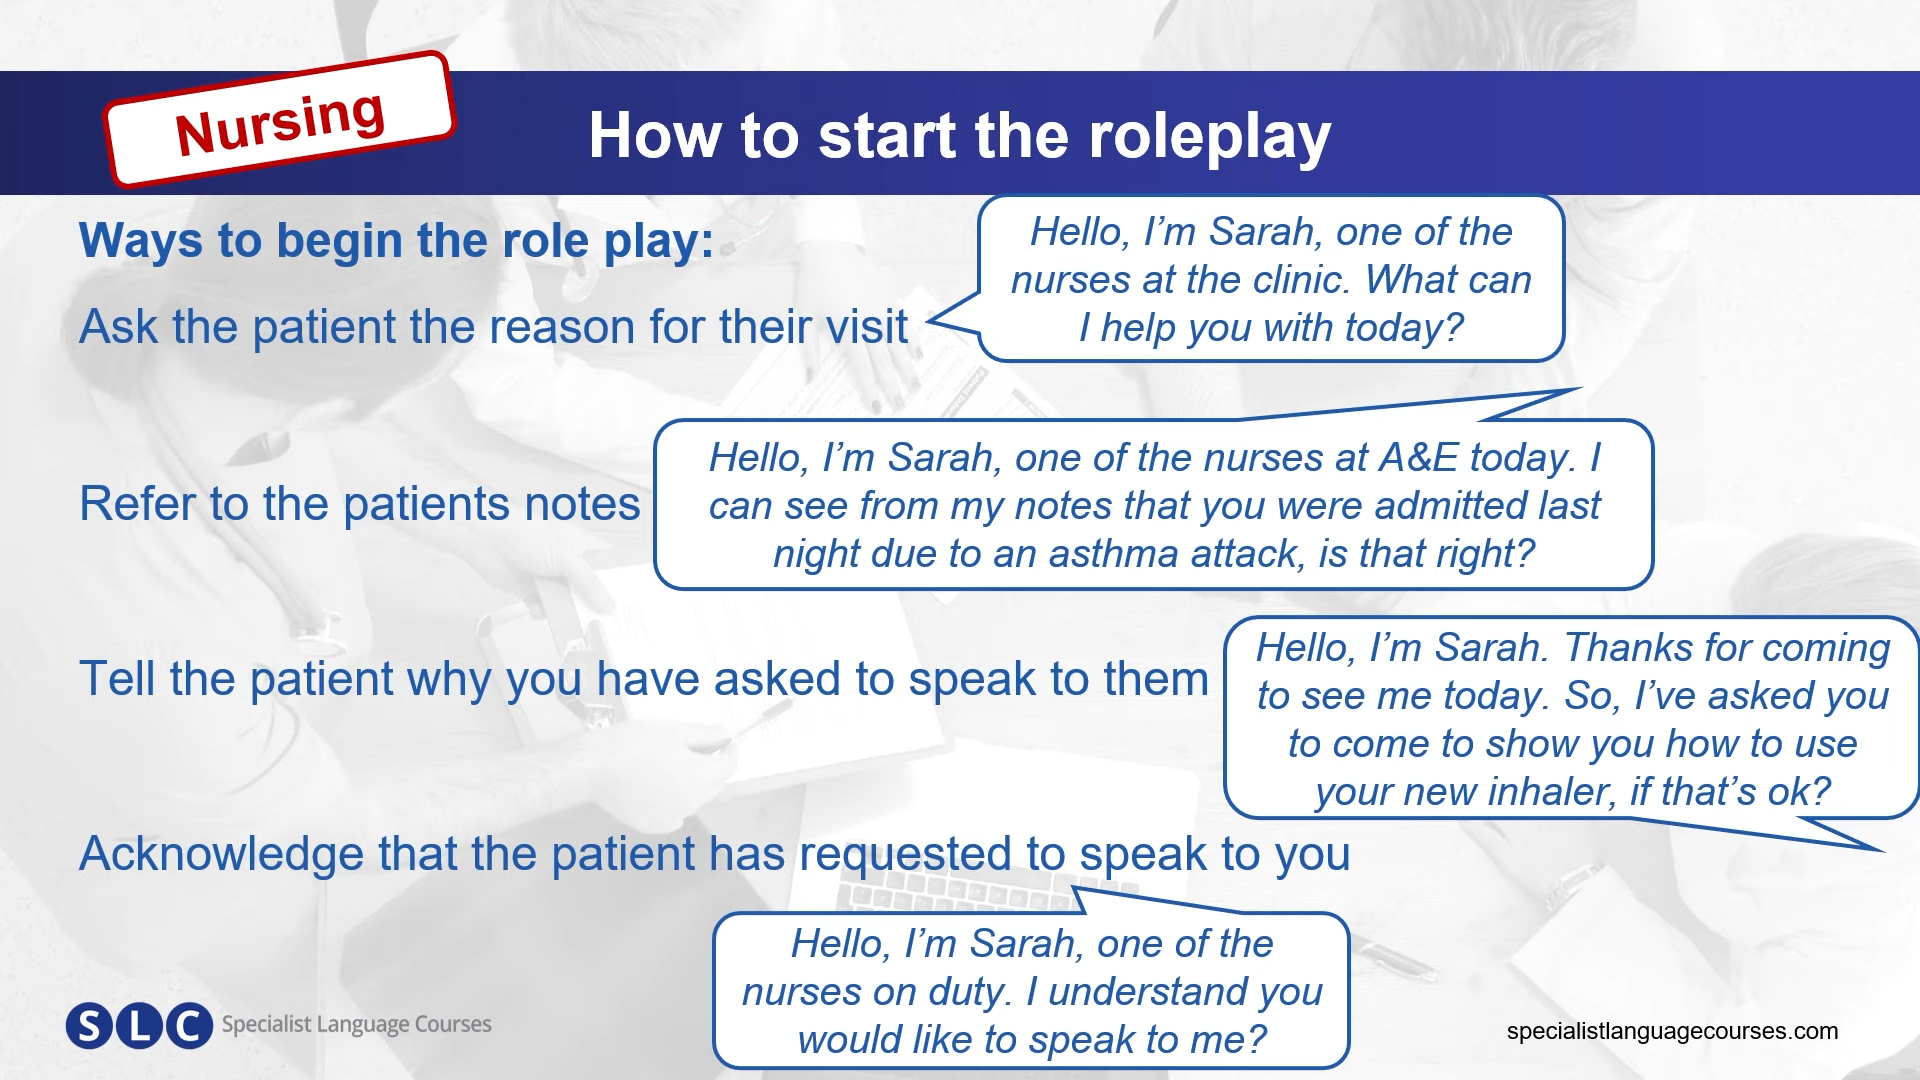 Nursing
How to start the roleplay
Ways to begin the role play:
Ask the patient the reason for their visit
Hello, I’m Sarah, one of the
nurses at the clinic. What can
I help you with today?
Refer to the patients notes
Hello, I’m Sarah, one of the nurses at A&E today. I
can see from my notes that you were admitted last
night due to an asthma attack, is that right?
Tell the patient why you have asked to speak to them
Hello, I’m Sarah. Thanks for coming
to see me today. So, I’ve asked you
to come to show you how to use
your new inhaler, if that’s ok?
Acknowledge that the patient has requested to speak to you
Hello, I’m Sarah, one of the
nurses on duty. I understand you
would like to speak to me?
SLC Specialist Language Courses
specialistlanguagecourses.com